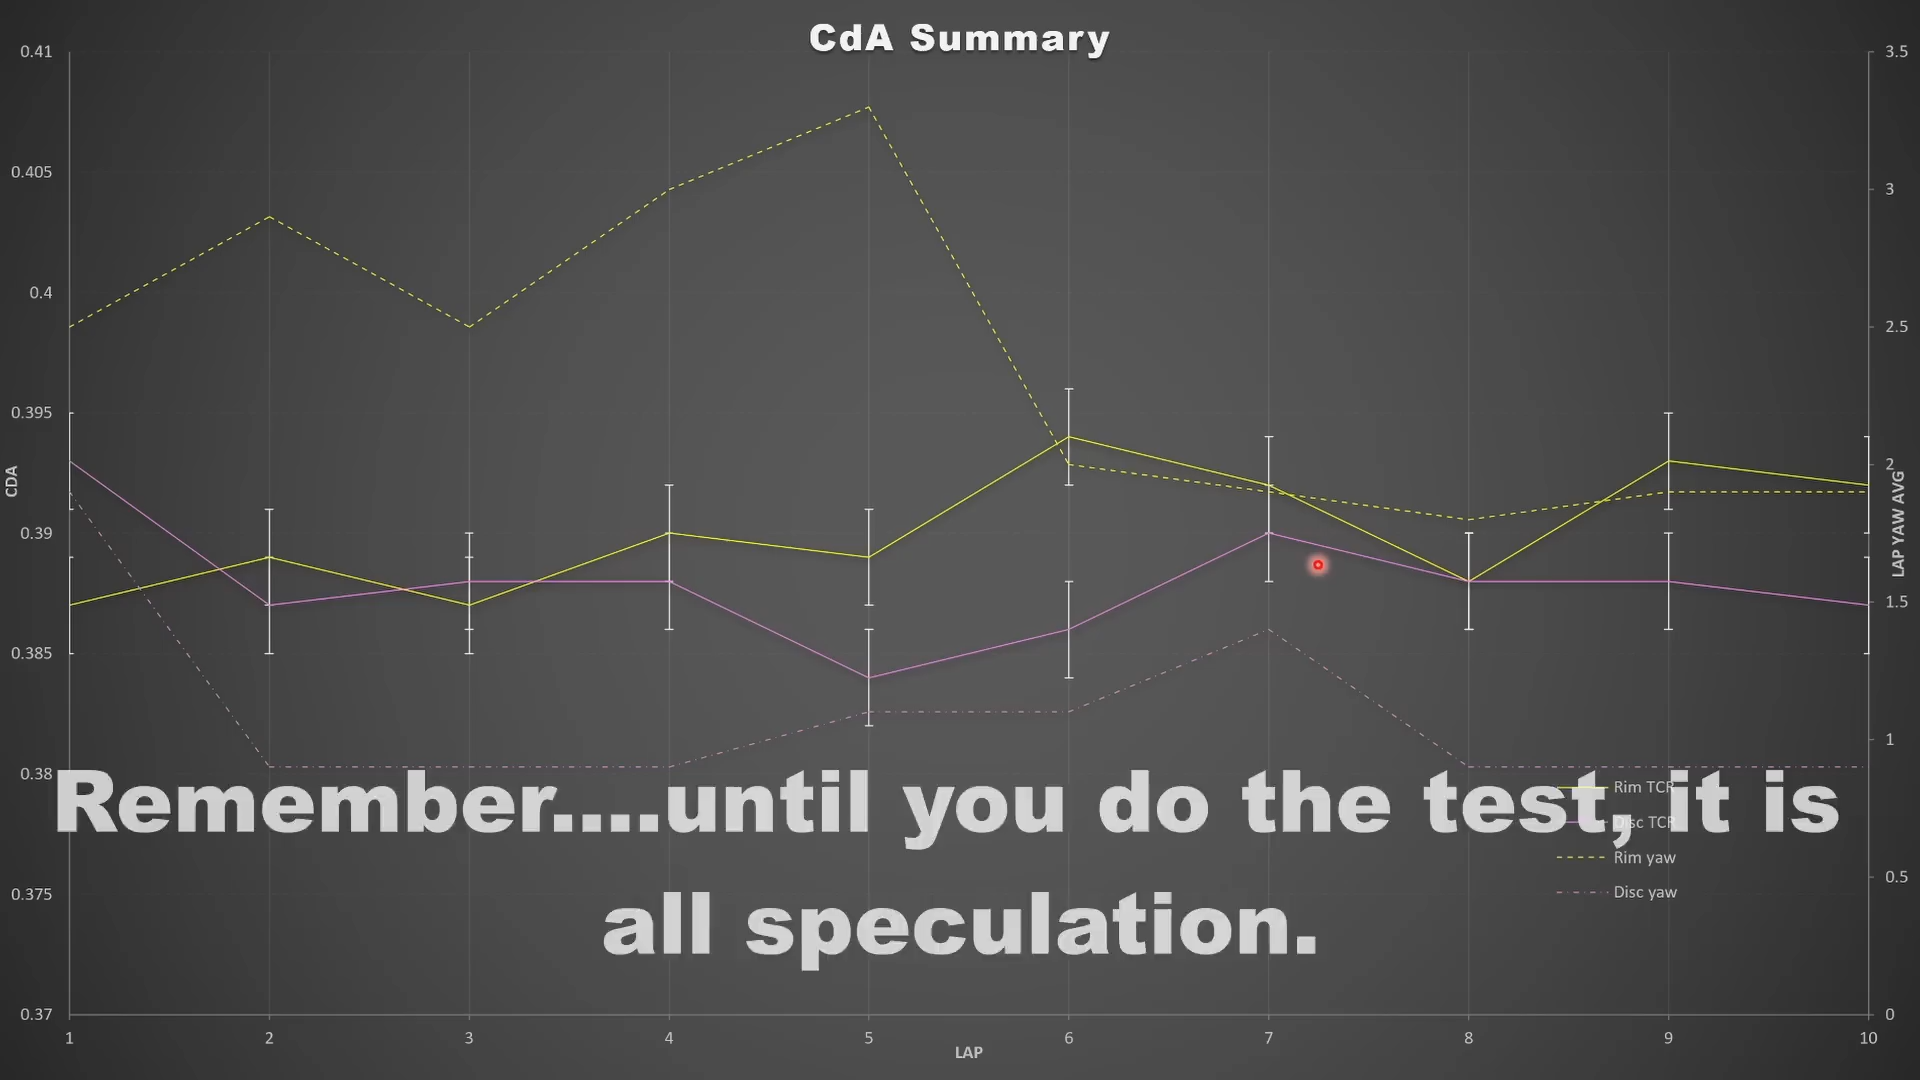 CdA Summary
0.41
0.405
0.4
0.395
0.39
0.385
0.38
0.375
0.37
CDA
3.5
3
2.5
2
1.5
1
0.5
0
LAP YAW AVG
Remember....until you do the test, it is
all speculation.
Rim TCR
Disc TCR
Rim yaw
Disc yaw
1 2 3 4 5 6 7 8 9 10
LAP